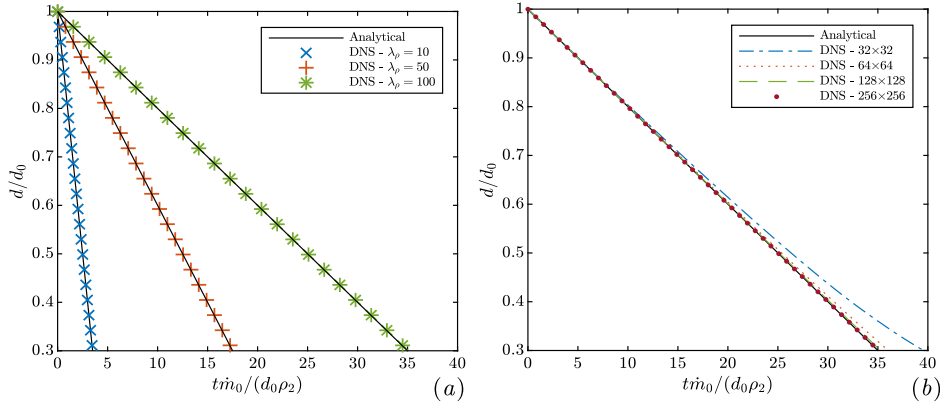 1
0.9
0.8
0.7
0.6
0.5
0.4
0.3
d/d₀
0 5 10 15 20 25 30 35 40
tṁ₀/(d₀ρ₂)
Analytical
DNS - λρ = 10
DNS - λρ = 50
DNS - λρ = 100
(a)
1
0.9
0.8
0.7
0.6
0.5
0.4
0.3
d/d₀
0 5 10 15 20 25 30 35 40
tṁ₀/(d₀ρ₂)
Analytical
DNS - 32×32
DNS - 64×64
DNS - 128×128
DNS - 256×256
(b)